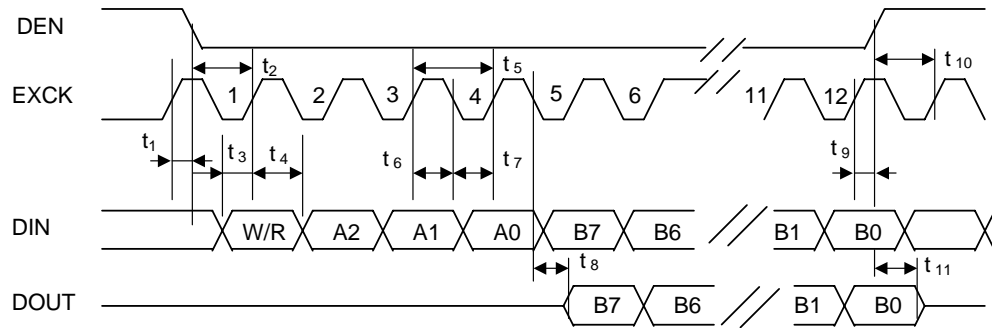 DEN
t2 t5 t10
EXCK 1 2 3 4 5 6 11 12
t1 t3 t4 t6 t7 t9
DIN W/R A2 A1 A0 B7 B6 B1 B0
t8 t11
DOUT B7 B6 B1 B0